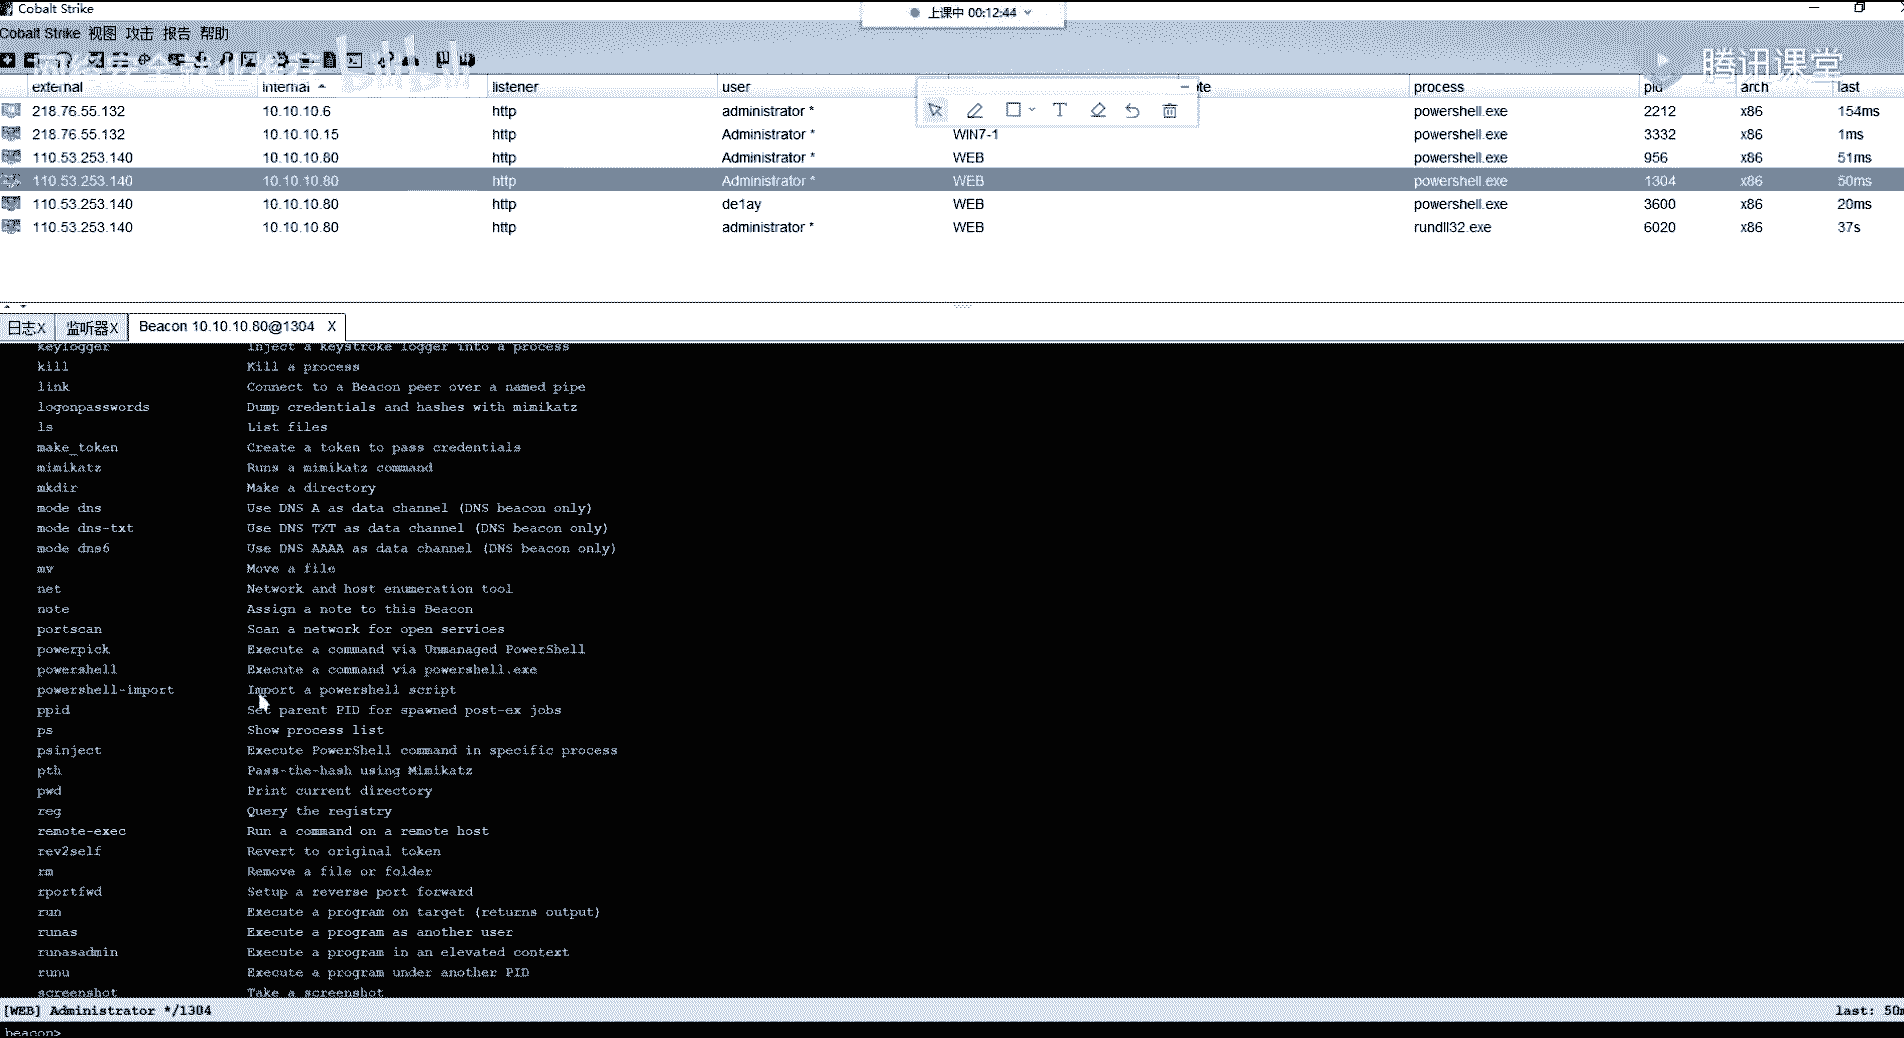 Cobalt Strike
上课中 00:12:44
Cobalt Strike 视图 攻击 报告 帮助
bilibili
腾讯课堂
external internal listener user process pid arch last
218.76.55.132 10.10.10.6 http administrator * powershell.exe 2212 x86 154ms
218.76.55.132 10.10.10.15 http Administrator * WIN7-1 powershell.exe 3332 x86 1ms
110.53.253.140 10.10.10.80 http Administrator * WEB powershell.exe 956 x86 51ms
110.53.253.140 10.10.10.80 http Administrator * WEB powershell.exe 1304 x86 50ms
110.53.253.140 10.10.10.80 http de1ay WEB powershell.exe 3600 x86 20ms
110.53.253.140 10.10.10.80 http administrator * WEB rundll32.exe 6020 x86 37s
日志X 监听器X Beacon 10.10.10.80@1304 X
keylogger Inject a keystroke logger into a process
kill Kill a process
link Connect to a Beacon peer over a named pipe
logonpasswords Dump credentials and hashes with mimikatz
ls List files
make_token Create a token to pass credentials
mimikatz Runs a mimikatz command
mkdir Make a directory
mode dns Use DNS A as data channel (DNS beacon only)
mode dns-txt Use DNS TXT as data channel (DNS beacon only)
mode dns6 Use DNS AAAA as data channel (DNS beacon only)
mv Move a file
net Network and host enumeration tool
note Assign a note to this Beacon
portscan Scan a network for open services
powerpick Execute a command via Unmanaged PowerShell
powershell Execute a command via powershell.exe
powershell-import Import a powershell script
ppid Set parent PID for spawned post-ex jobs
ps Show process list
psinject Execute PowerShell command in specific process
pth Pass-the-hash using Mimikatz
pwd Print current directory
reg Query the registry
remote-exec Run a command on a remote host
rev2self Revert to original token
rm Remove a file or folder
rportfwd Setup a reverse port forward
run Execute a program on target (returns output)
runas Execute a program as another user
runasadmin Execute a program in an elevated context
runu Execute a program under another PID
screenshot Take a screenshot
[WEB] Administrator */1304 last: 50m
beacon>